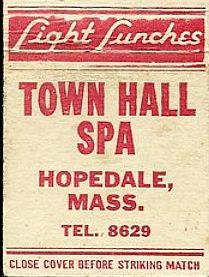 Light Lunches
TOWN HALL
SPA
HOPEDALE,
MASS.
TEL. 8629
CLOSE COVER BEFORE STRIKING MATCH